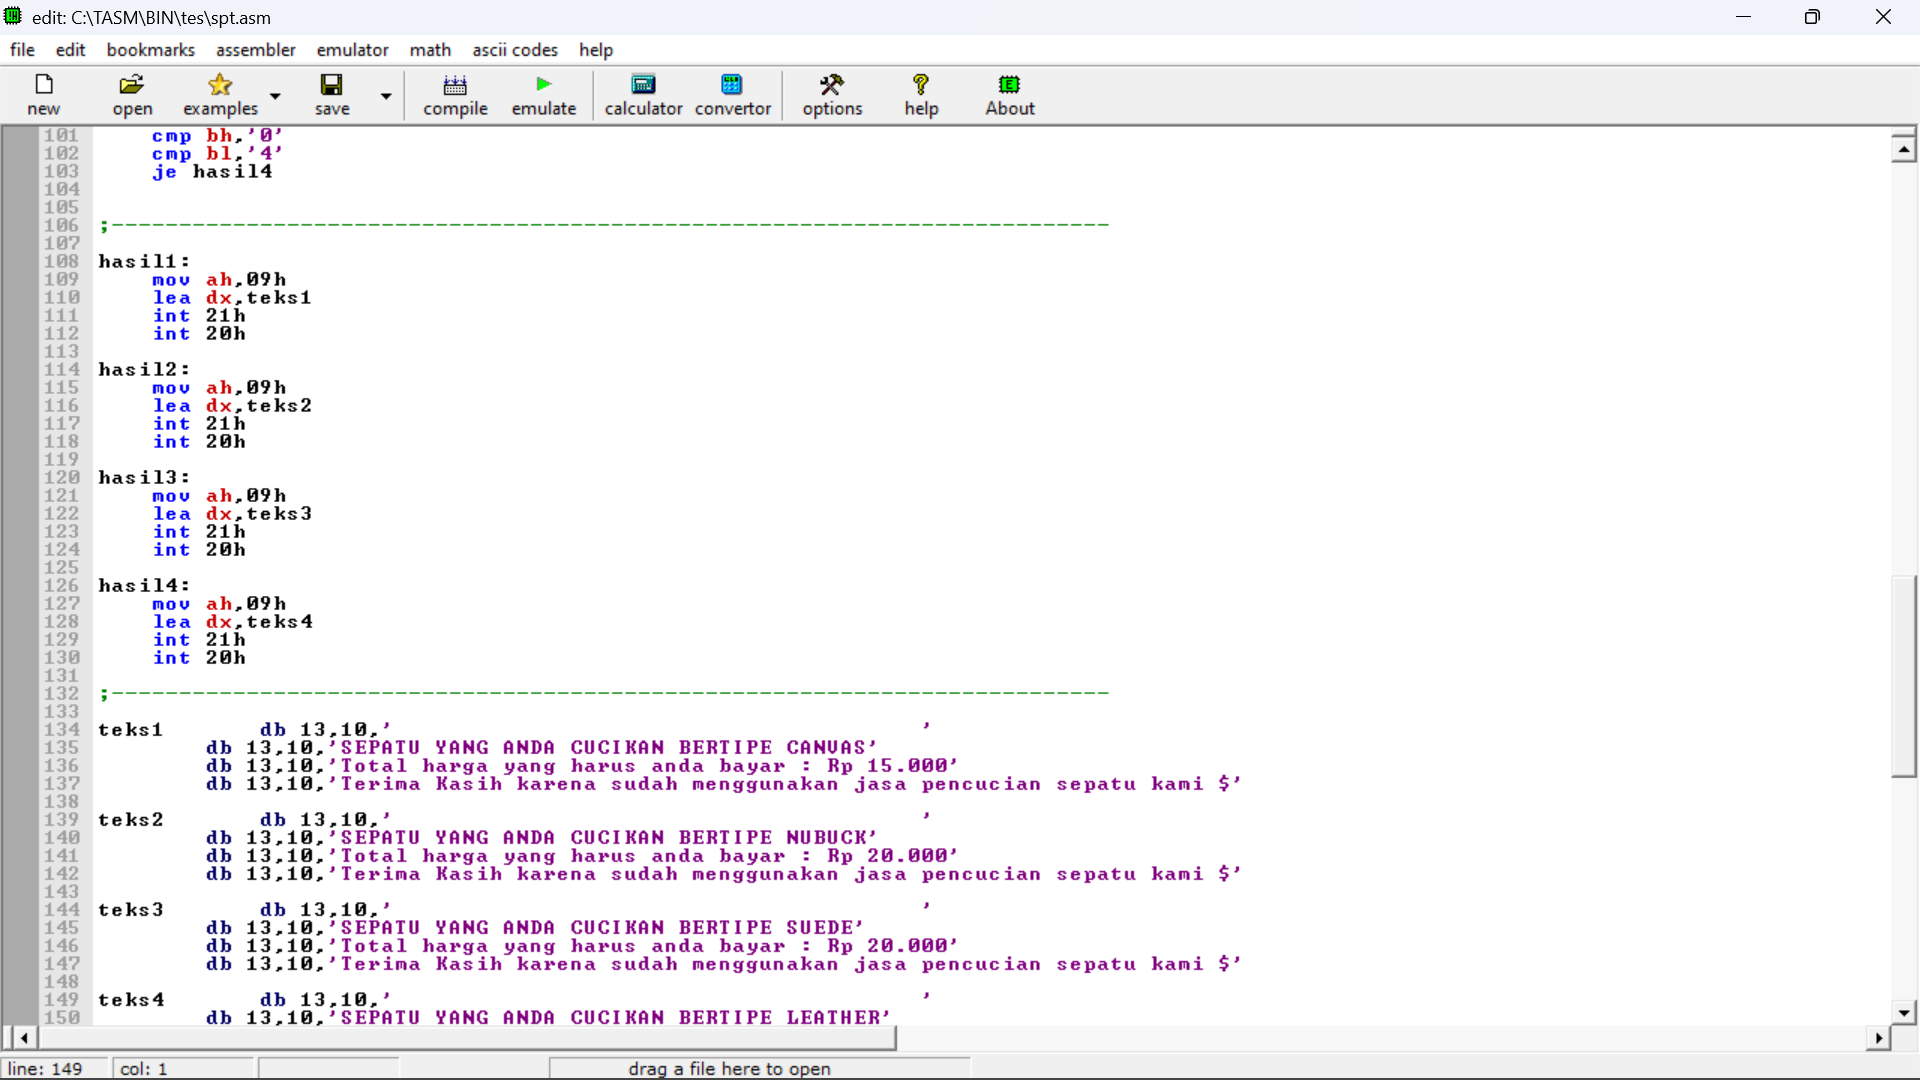 edit: C:\TASM\BIN\tes\spt.asm
file edit bookmarks assembler emulator math ascii codes help
new open examples save compile emulate calculator convertor options help About
101 cmp bh,'0'
102 cmp bl,'4'
103 je hasil4
104
105
106 ;--------------------------------------------------------------------------
107
108 hasil1:
109 mov ah,09h
110 lea dx,teks1
111 int 21h
112 int 20h
113
114 hasil2:
115 mov ah,09h
116 lea dx,teks2
117 int 21h
118 int 20h
119
120 hasil3:
121 mov ah,09h
122 lea dx,teks3
123 int 21h
124 int 20h
125
126 hasil4:
127 mov ah,09h
128 lea dx,teks4
129 int 21h
130 int 20h
131
132 ;--------------------------------------------------------------------------
133
134 teks1 db 13,10,' '
135 db 13,10,'SEPATU YANG ANDA CUCIKAN BERTIPE CANVAS'
136 db 13,10,'Total harga yang harus anda bayar : Rp 15.000'
137 db 13,10,'Terima Kasih karena sudah menggunakan jasa pencucian sepatu kami $'
138
139 teks2 db 13,10,' '
140 db 13,10,'SEPATU YANG ANDA CUCIKAN BERTIPE NUBUCK'
141 db 13,10,'Total harga yang harus anda bayar : Rp 20.000'
142 db 13,10,'Terima Kasih karena sudah menggunakan jasa pencucian sepatu kami $'
143
144 teks3 db 13,10,' '
145 db 13,10,'SEPATU YANG ANDA CUCIKAN BERTIPE SUEDE'
146 db 13,10,'Total harga yang harus anda bayar : Rp 20.000'
147 db 13,10,'Terima Kasih karena sudah menggunakan jasa pencucian sepatu kami $'
148
149 teks4 db 13,10,' '
150 db 13,10,'SEPATU YANG ANDA CUCIKAN BERTIPE LEATHER'
line: 149 col: 1 drag a file here to open